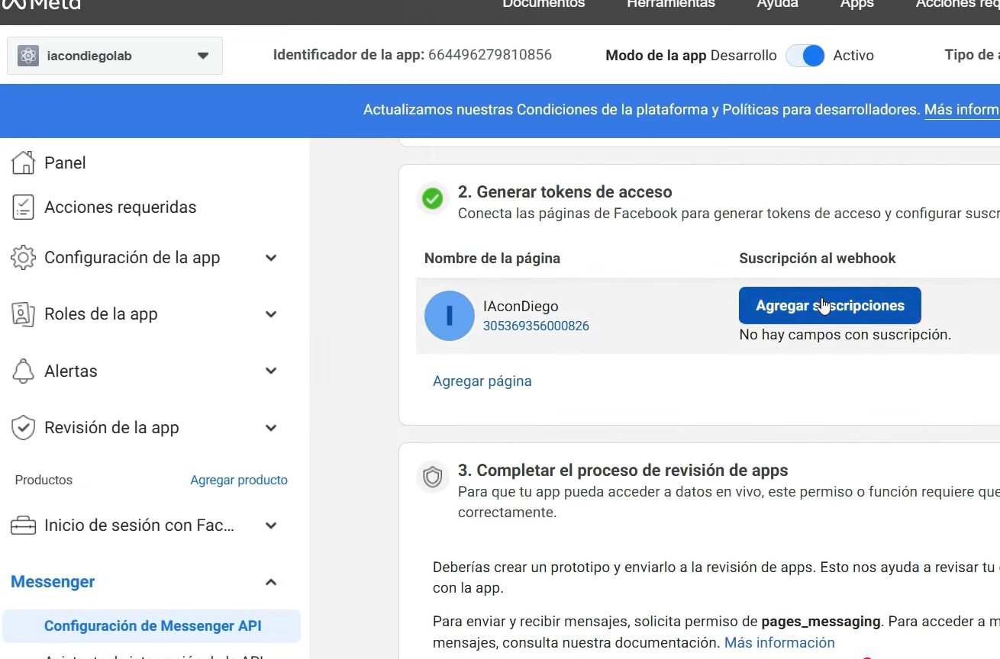 Meta
Documentos Herramientas Ayuda Apps Acciones req
iacondiegolab
Identificador de la app: 664496279810856
Modo de la app Desarrollo Activo
Tipo de a
Actualizamos nuestras Condiciones de la plataforma y Políticas para desarrolladores. Más inform
Panel
Acciones requeridas
Configuración de la app
Roles de la app
Alertas
Revisión de la app
Productos Agregar producto
Inicio de sesión con Fac...
Messenger
Configuración de Messenger API
2. Generar tokens de acceso
Conecta las páginas de Facebook para generar tokens de acceso y configurar suscr
Nombre de la página Suscripción al webhook
I
IAconDiego
305369356000826
Agregar suscripciones
No hay campos con suscripción.
Agregar página
3. Completar el proceso de revisión de apps
Para que tu app pueda acceder a datos en vivo, este permiso o función requiere que
correctamente.
Deberías crear un prototipo y enviarlo a la revisión de apps. Esto nos ayuda a revisar tu
con la app.
Para enviar y recibir mensajes, solicita permiso de pages_messaging. Para acceder a m
mensajes, consulta nuestra documentación. Más información